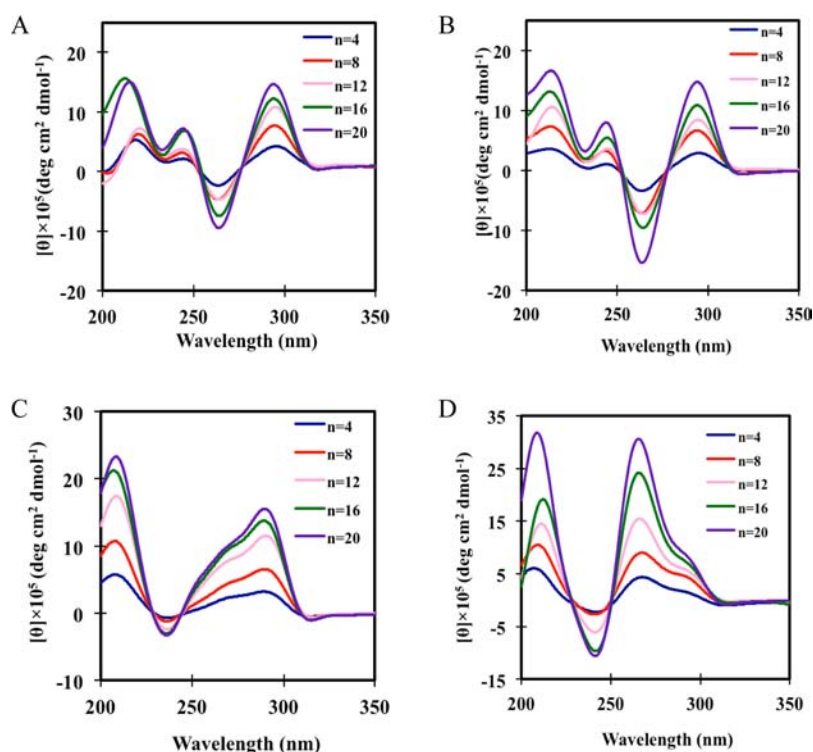 A
[θ]×10⁵(deg cm² dmol⁻¹)
20
10
0
-10
-20
200
250
300
350
Wavelength (nm)
n=4
n=8
n=12
n=16
n=20
B
[θ]×10⁵ (deg cm² dmol⁻¹)
20
10
0
-10
-20
200
250
300
350
Wavelength (nm)
n=4
n=8
n=12
n=16
n=20
C
[θ]×10⁵ (deg cm² dmol⁻¹)
30
20
10
0
-10
200
250
300
350
Wavelength (nm)
n=4
n=8
n=12
n=16
n=20
D
[θ]×10⁵ (deg cm² dmol⁻¹)
35
25
15
5
-5
-15
200
250
300
350
Wavelength (nm)
n=4
n=8
n=12
n=16
n=20